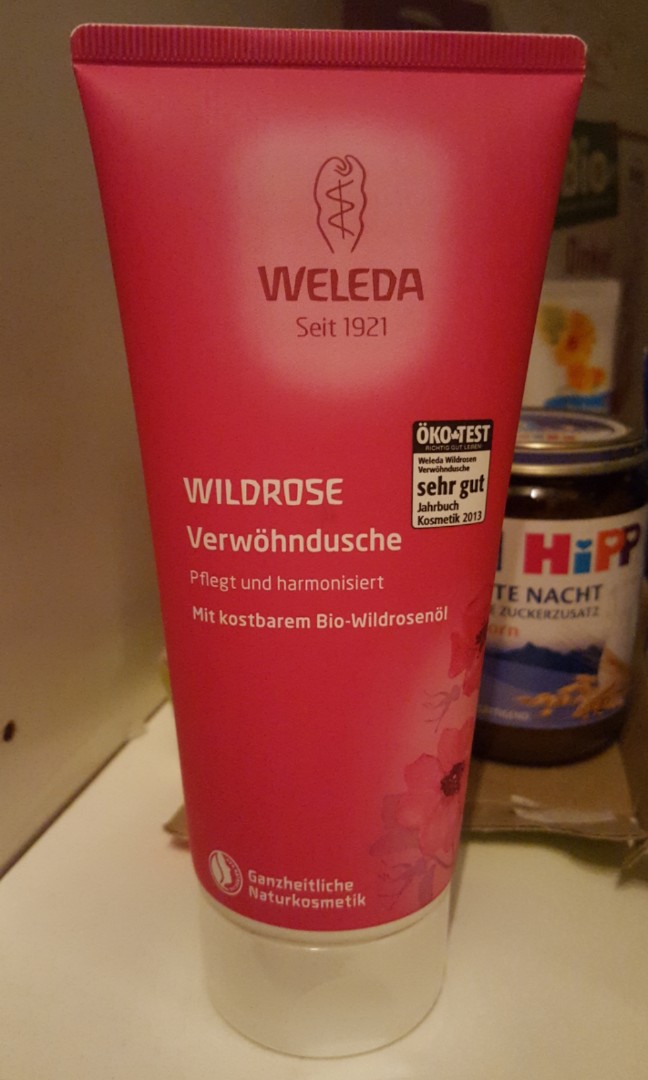 WELEDA
Seit 1921
ÖKO TEST
RICHTIG GUT LEBEN
Weleda Wildrosen
Verwöhndusche
sehr gut
Jahrbuch
Kosmetik 2013
WILDROSE
Verwöhndusche
Pflegt und harmonisiert
Mit kostbarem Bio-Wildrosenöl
Ganzheitliche
Naturkosmetik
Bio
HiPP
TE NACHT
E ZUCKERZUSATZ